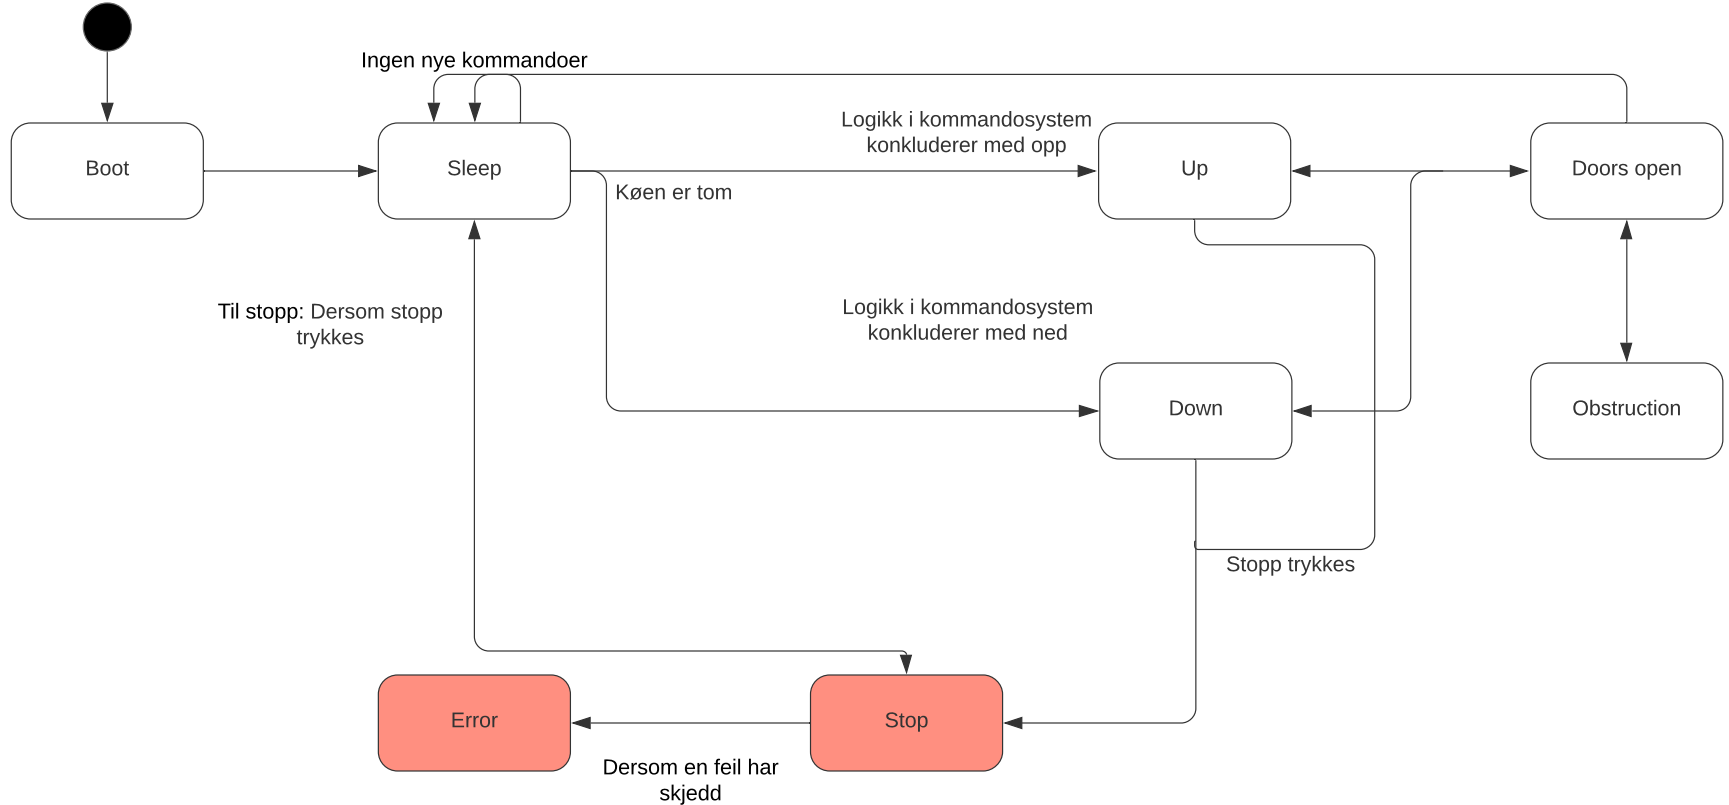 Ingen nye kommandoer
Logikk i kommandosystem
konkluderer med opp
Boot
Sleep
Up
Doors open
Køen er tom
Til stopp: Dersom stopp
trykkes
Logikk i kommandosystem
konkluderer med ned
Down
Obstruction
Stopp trykkes
Error
Stop
Dersom en feil har
skjedd